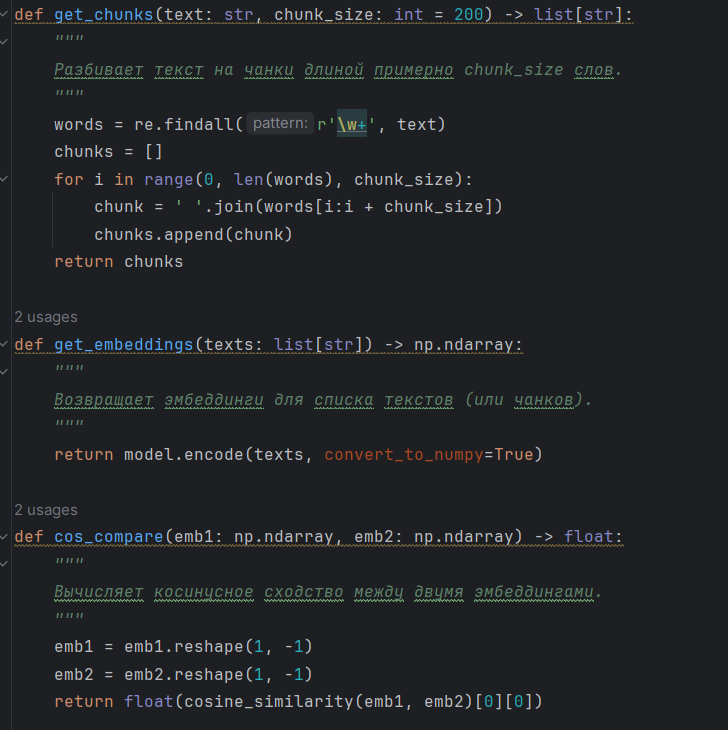 def get_chunks(text: str, chunk_size: int = 200) -> list[str]:
"""
Разбивает текст на чанки длиной примерно chunk_size слов.
"""
words = re.findall( pattern: r'\w+', text)
chunks = []
for i in range(0, len(words), chunk_size):
chunk = ' '.join(words[i:i + chunk_size])
chunks.append(chunk)
return chunks
2 usages
def get_embeddings(texts: list[str]) -> np.ndarray:
"""
Возвращает эмбеддинги для списка текстов (или чанков).
"""
return model.encode(texts, convert_to_numpy=True)
2 usages
def cos_compare(emb1: np.ndarray, emb2: np.ndarray) -> float:
"""
Вычисляет косинусное сходство между двумя эмбеддингами.
"""
emb1 = emb1.reshape(1, -1)
emb2 = emb2.reshape(1, -1)
return float(cosine_similarity(emb1, emb2)[0][0])